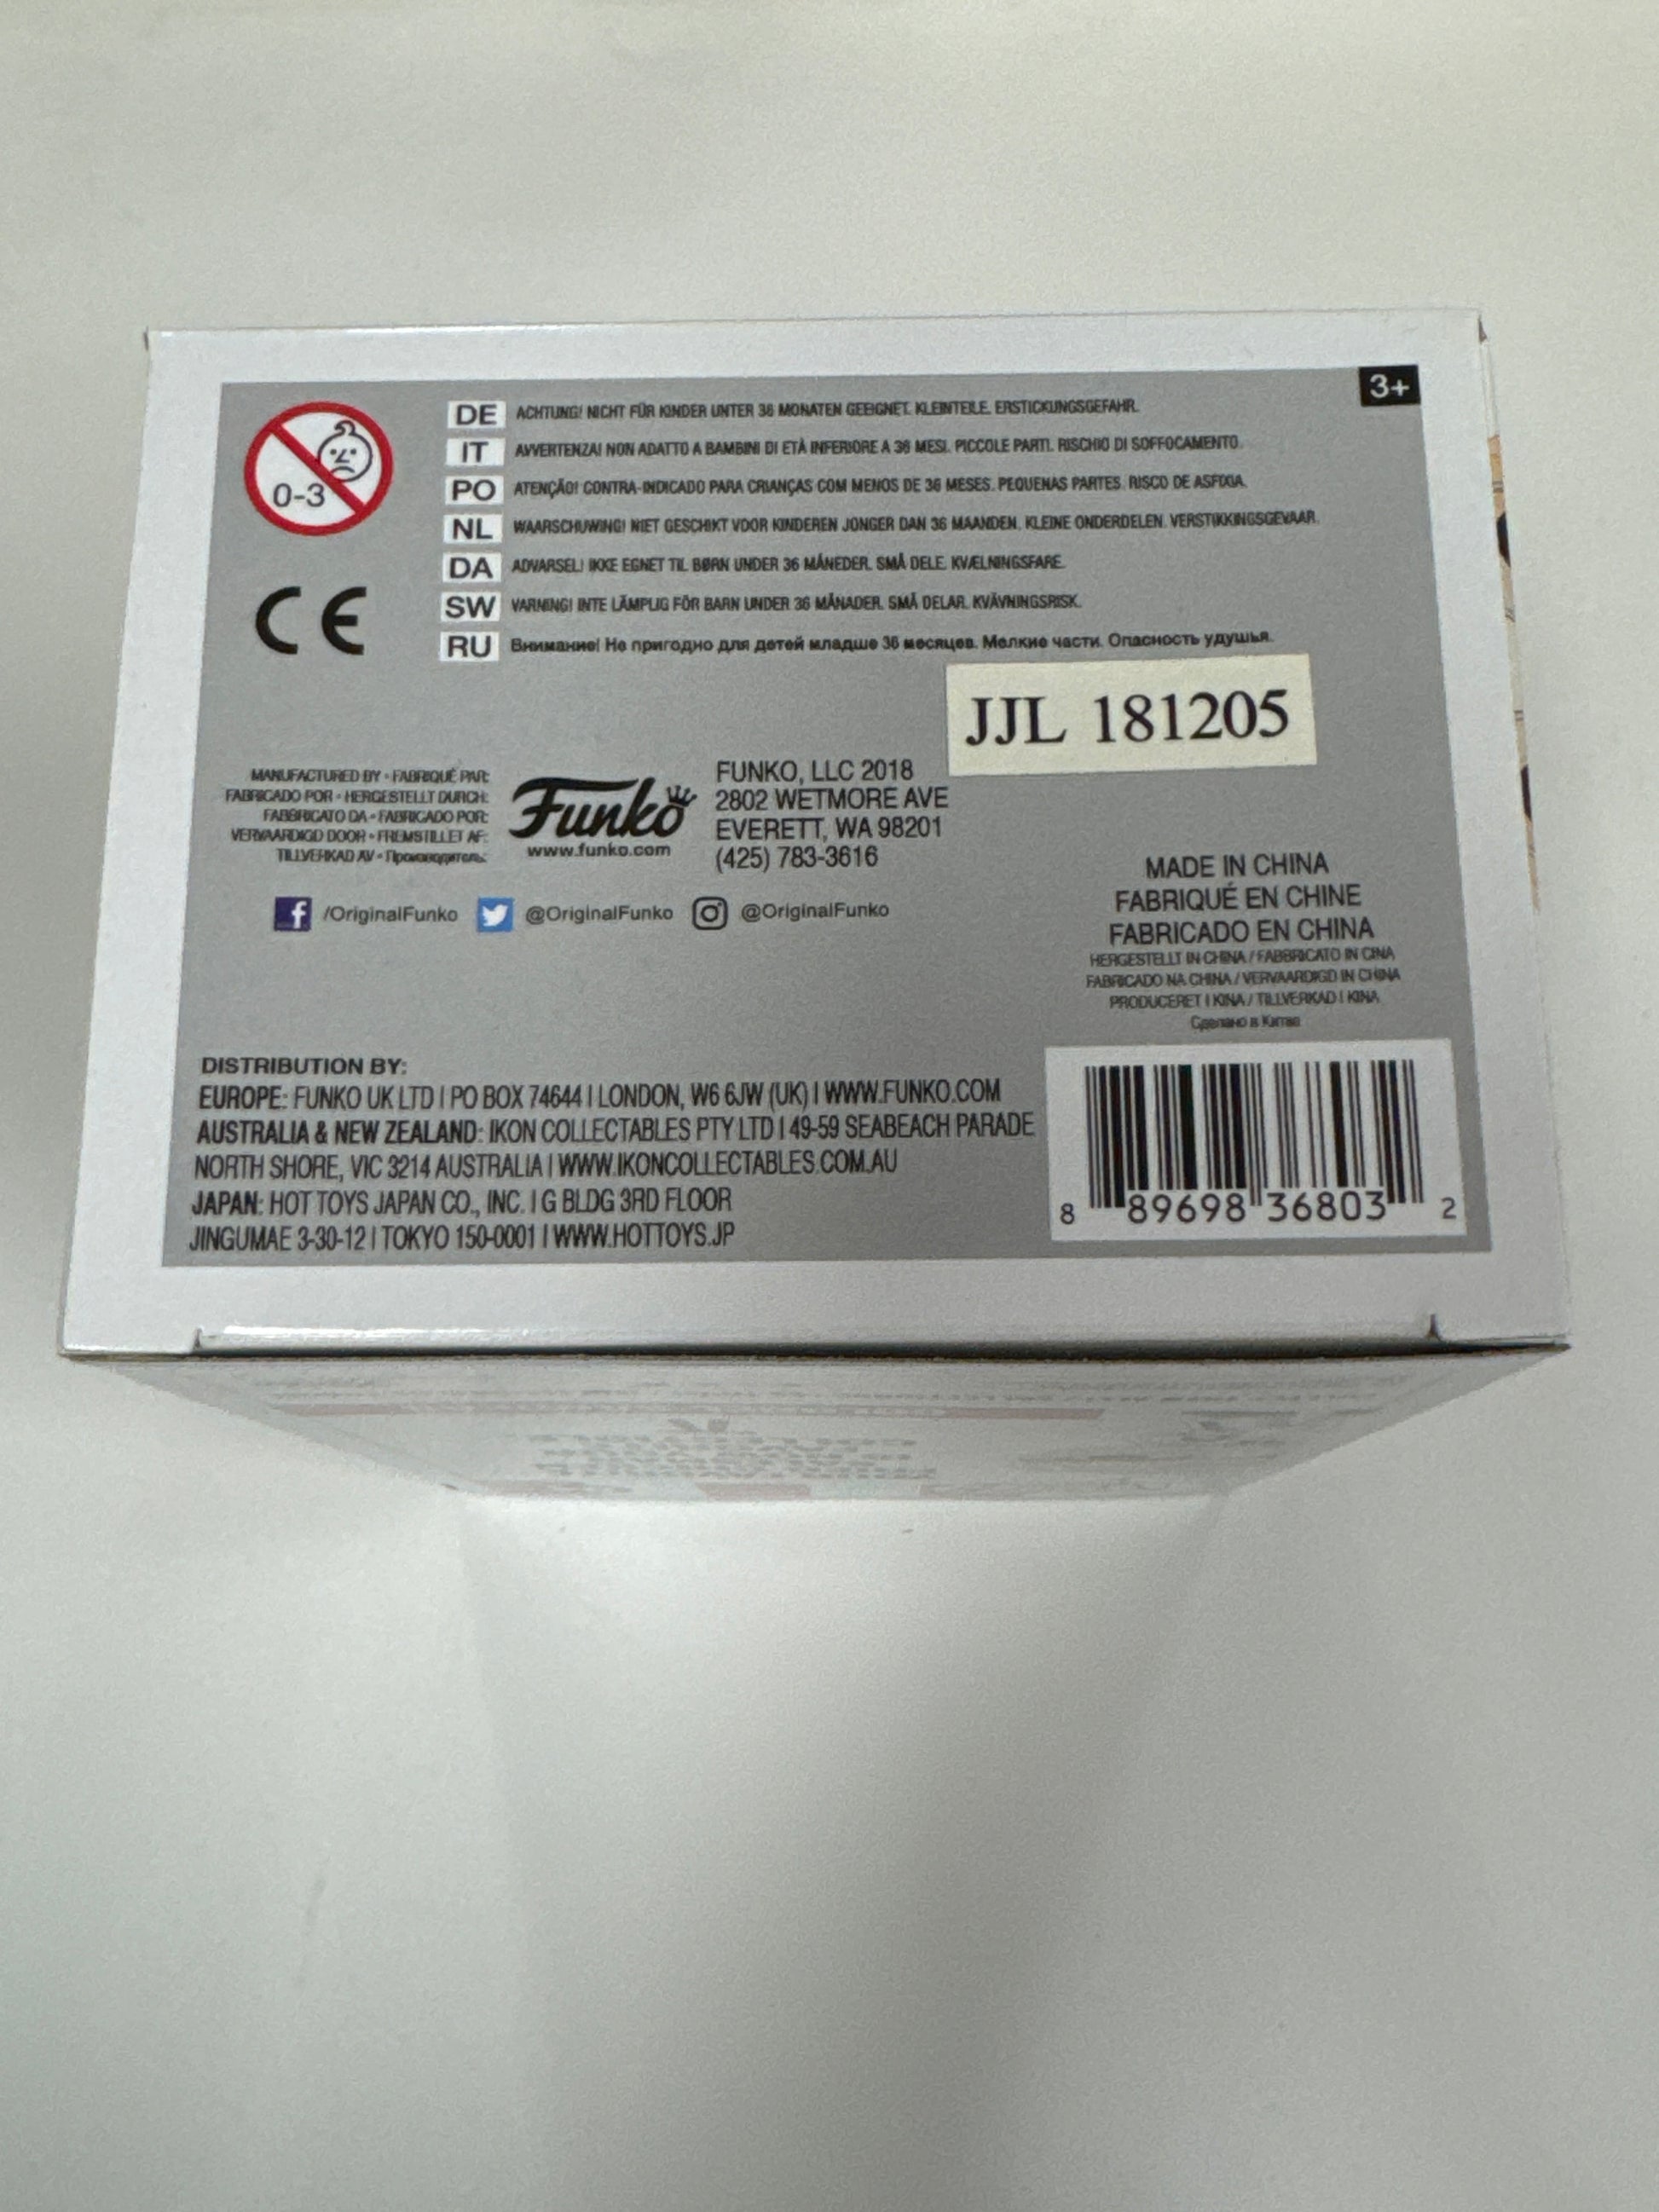 3+
0-3
DE ACHTUNG! NICHT FÜR KINDER UNTER 36 MONATEN GEEIGNET. KLEINTEILE. ERSTICKUNGSGEFAHR.
IT AVVERTENZA! NON ADATTO A BAMBINI DI ETÀ INFERIORE A 36 MESI. PICCOLE PARTI. RISCHIO DI SOFFOCAMENTO.
PO ATENÇÃO! CONTRA-INDICADO PARA CRIANÇAS COM MENOS DE 36 MESES. PEQUENAS PARTES. RISCO DE ASFIXIA.
NL WAARSCHUWING! NIET GESCHIKT VOOR KINDEREN JONGER DAN 36 MAANDEN. KLEINE ONDERDELEN. VERSTIKKINGSGEVAAR.
DA ADVARSEL! IKKE EGNET TIL BØRN UNDER 36 MÅNEDER. SMÅ DELE. KVÆLNINGSFARE.
SW VARNING! INTE LÄMPLIG FÖR BARN UNDER 36 MÅNADER. SMÅ DELAR. KVÄVNINGSRISK.
RU Внимание! Не пригодно для детей младше 36 месяцев. Мелкие части. Опасность удушья.
CE
JJL 181205
MANUFACTURED BY • FABRIQUÉ PAR:
FABRICADO POR • HERGESTELLT DURCH:
FABBRICATO DA • FABRICADO POR:
VERVAARDIGD DOOR • FREMSTILLET AF:
TILLVERKAD AV • Производитель:
Funko
www.funko.com
FUNKO, LLC 2018
2802 WETMORE AVE
EVERETT, WA 98201
(425) 783-3616
/OriginalFunko @OriginalFunko @OriginalFunko
MADE IN CHINA
FABRIQUÉ EN CHINE
FABRICADO EN CHINA
HERGESTELLT IN CHINA / FABBRICATO IN CINA
FABRICADO NA CHINA / VERVAARDIGD IN CHINA
PRODUCERET I KINA / TILLVERKAD I KINA
Сделано в Китае
DISTRIBUTION BY:
EUROPE: FUNKO UK LTD | PO BOX 74644 | LONDON, W6 6JW (UK) | WWW.FUNKO.COM
AUSTRALIA & NEW ZEALAND: IKON COLLECTABLES PTY LTD | 49-59 SEABEACH PARADE
NORTH SHORE, VIC 3214 AUSTRALIA | WWW.IKONCOLLECTABLES.COM.AU
JAPAN: HOT TOYS JAPAN CO., INC. | G BLDG 3RD FLOOR
JINGUMAE 3-30-12 | TOKYO 150-0001 | WWW.HOTTOYS.JP
8 89698 36803 2